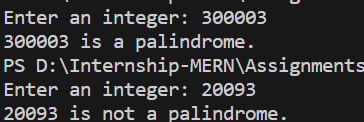 Enter an integer: 300003
300003 is a palindrome.
PS D:\Internship-MERN\Assignments
Enter an integer: 20093
20093 is not a palindrome.